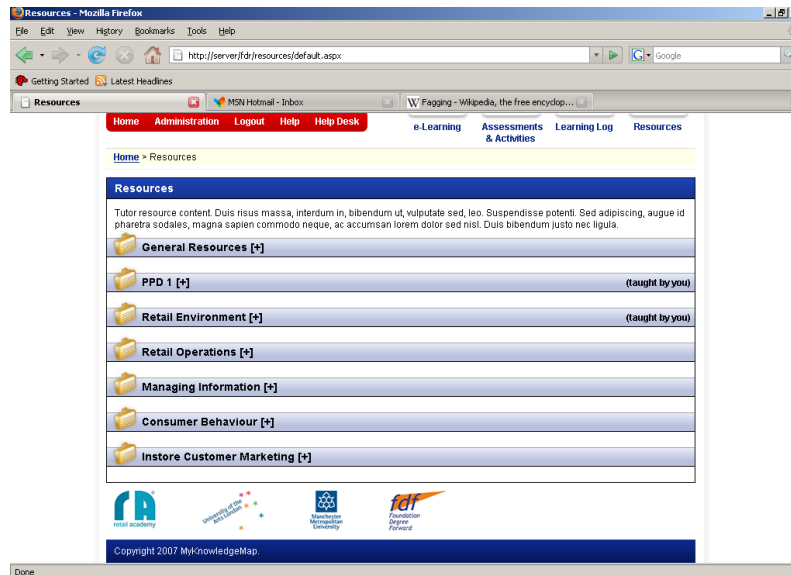 Resources - Mozilla Firefox
File Edit View History Bookmarks Tools Help
http://server/fdr/resources/default.aspx
Google
Getting Started Latest Headlines
Resources MSN Hotmail - Inbox Fagging - Wikipedia, the free encyclop...
Home Administration Logout Help Help Desk
e-Learning Assessments & Activities Learning Log Resources
Home > Resources
Resources
Tutor resource content. Duis risus massa, interdum in, bibendum ut, vulputate sed, leo. Suspendisse potenti. Sed adipiscing, augue id
pharetra sodales, magna sapien commodo neque, ac accumsan lorem dolor sed nisl. Duis bibendum justo nec ligula.
General Resources [+]
PPD 1 [+] (taught by you)
Retail Environment [+] (taught by you)
Retail Operations [+]
Managing Information [+]
Consumer Behaviour [+]
Instore Customer Marketing [+]
retail academy
University of the
Arts London
Manchester
Metropolitan
University
fdf
Foundation
Degree
Forward
Copyright 2007 MyKnowledgeMap.
Done